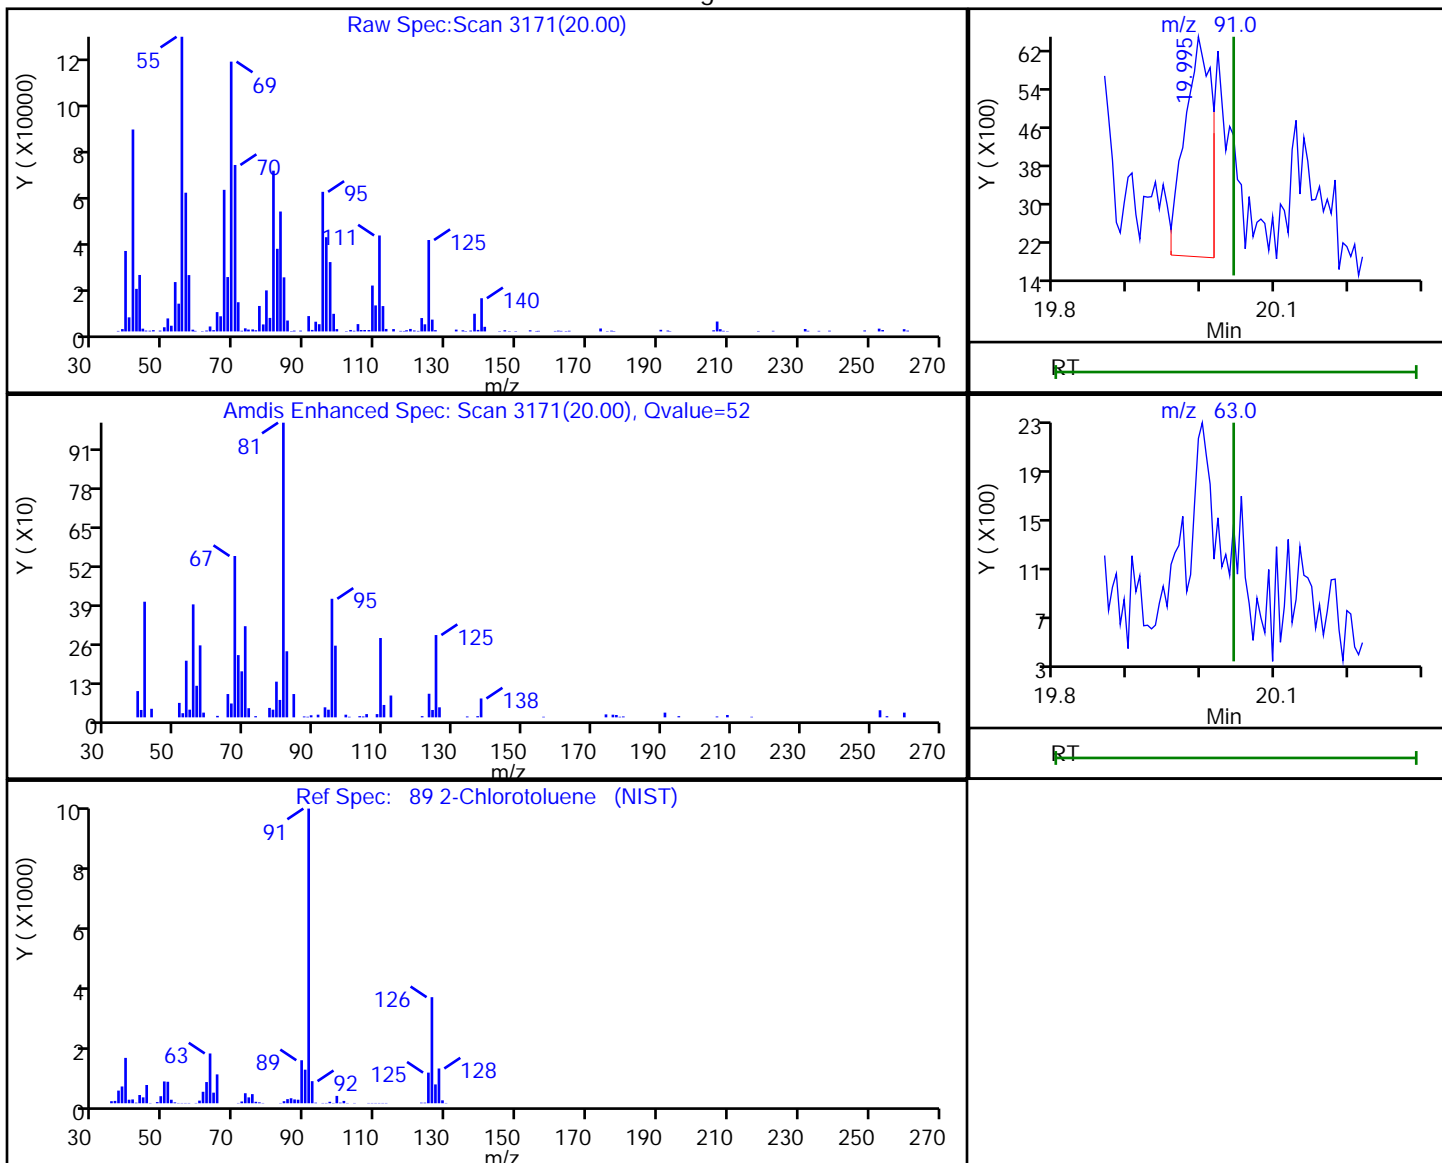 Raw Spec:Scan 3171(20.00)
Y ( X10000)
12
10
8
6
4
2
0
55
69
70
95
111
125
140
30 50 70 90 110 130 150 170 190 210 230 250 270
m/z
m/z 91.0
Y ( X100)
62
54
46
38
30
22
14
19.995
19.8 20.1
Min
RT
Amdis Enhanced Spec: Scan 3171(20.00), Qvalue=52
Y ( X10)
91
78
65
52
39
26
13
0
81
67
95
125
138
30 50 70 90 110 130 150 170 190 210 230 250 270
m/z
m/z 63.0
Y ( X100)
23
19
15
11
7
3
19.8 20.1
Min
RT
Ref Spec: 89 2-Chlorotoluene (NIST)
Y ( X1000)
10
8
6
4
2
0
91
126
63
89
92
125
128
30 50 70 90 110 130 150 170 190 210 230 250 270
m/z